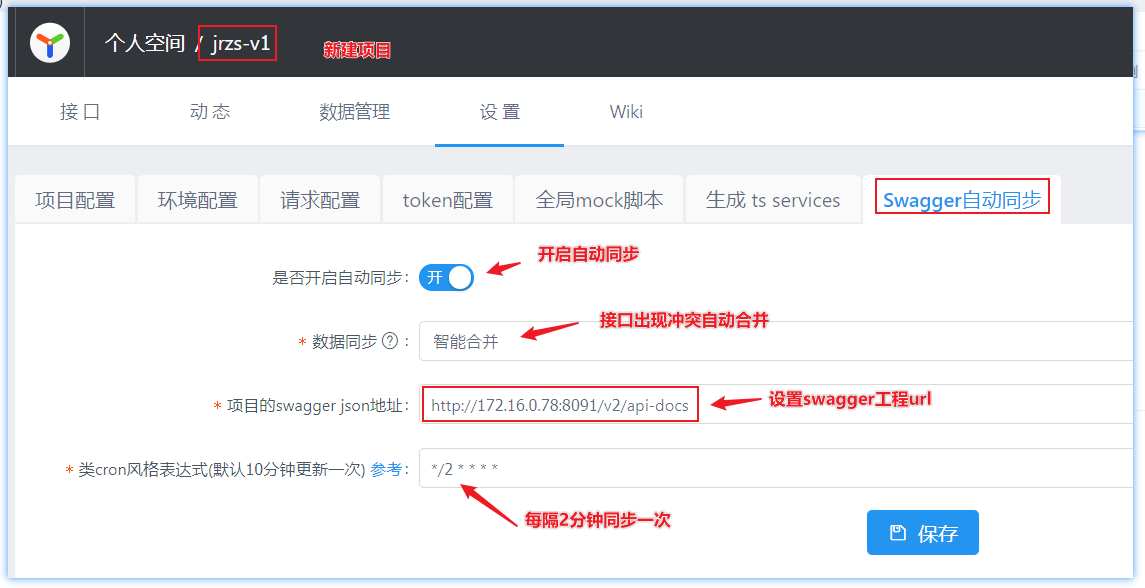 个人空间 / jrzs-v1 新建项目
接 口 动 态 数据管理 设 置 Wiki
项目配置 环境配置 请求配置 token配置 全局mock脚本 生成 ts services Swagger自动同步
开启自动同步
是否开启自动同步: 开
接口出现冲突自动合并
* 数据同步 ? : 智能合并
* 项目的swagger json地址: http://172.16.0.78:8091/v2/api-docs 设置swagger工程url
* 类cron风格表达式(默认10分钟更新一次) 参考: */2 * * * *
每隔2分钟同步一次
保存